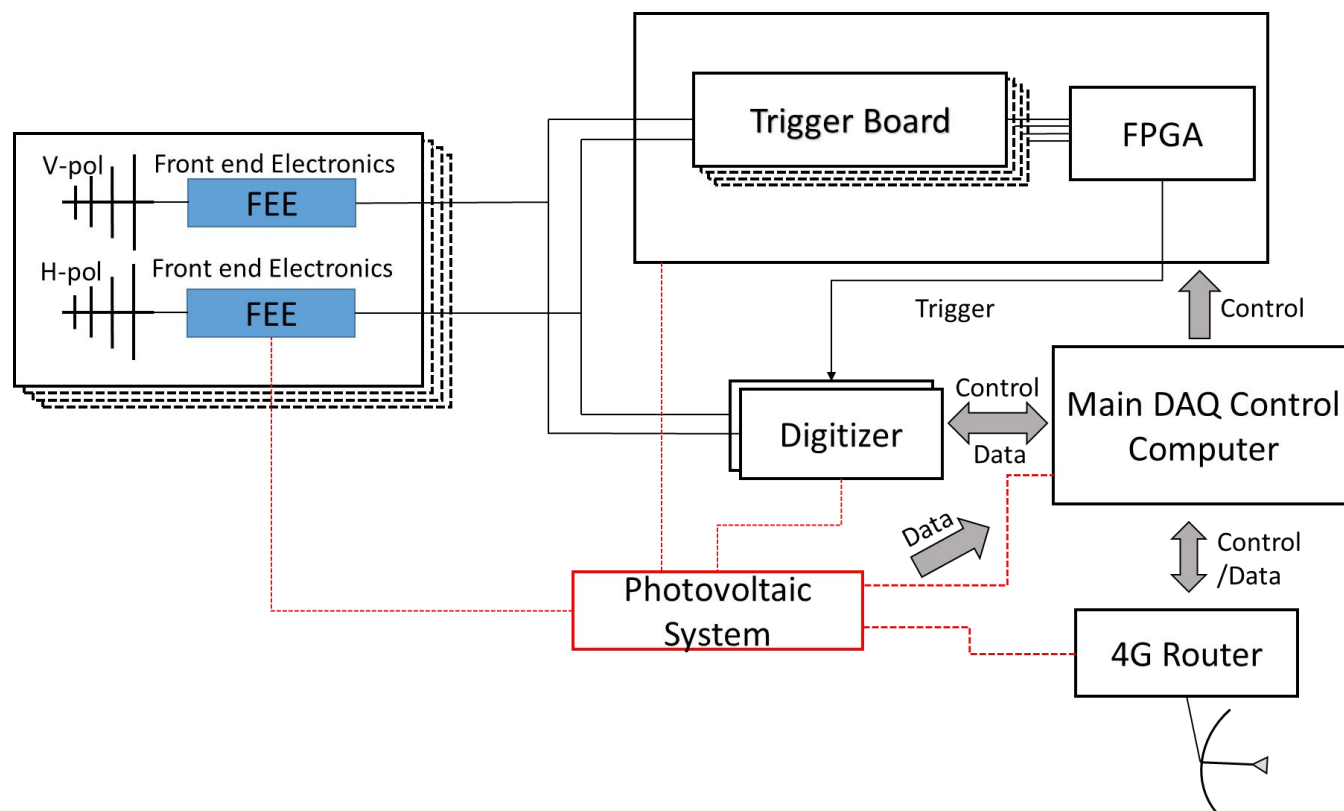 V-pol
Front end Electronics
FEE
H-pol
Front end Electronics
FEE
Trigger Board
FPGA
Trigger
Control
Digitizer
Control
Data
Main DAQ Control
Computer
Data
Control
/Data
Photovoltaic
System
4G Router